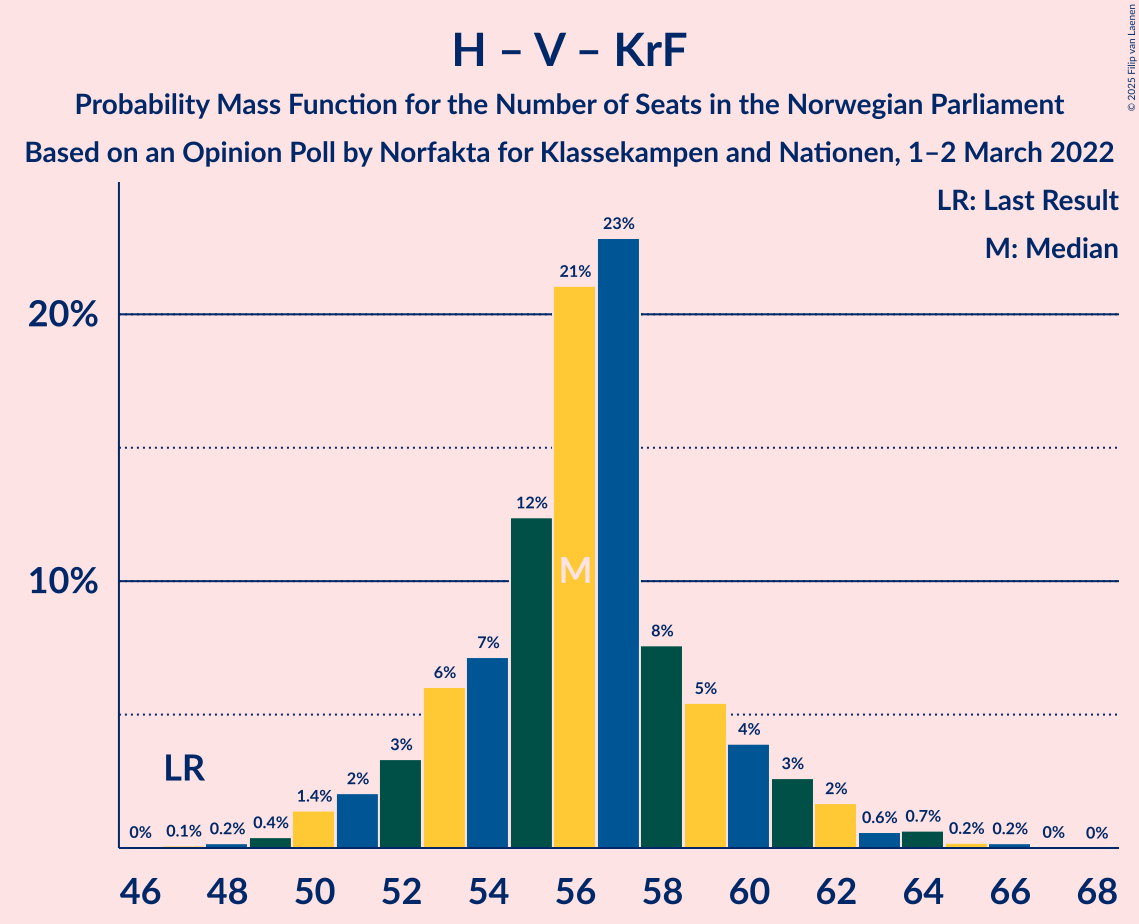 H – V – KrF
Probability Mass Function for the Number of Seats in the Norwegian Parliament
Based on an Opinion Poll by Norfakta for Klassekampen and Nationen, 1–2 March 2022
© 2025 Filip van Laenen
LR: Last Result
M: Median
23%
21%
20%
12%
M
10%
8%
7%
6%
5%
4%
LR
3%
3%
2%
2%
1.4%
0% 0.1% 0.2% 0.4% 0.6% 0.7% 0.2% 0.2% 0% 0%
46 48 50 52 54 56 58 60 62 64 66 68